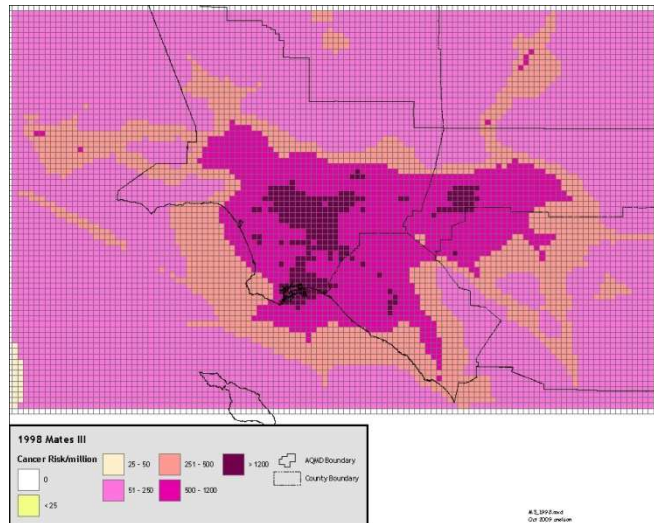 1998 Mates III
Cancer Risk/million
0
<25
25 - 50
51 - 250
251 - 500
500 - 1200
> 1200
AQMD Boundary
County Boundary
Oct 2009